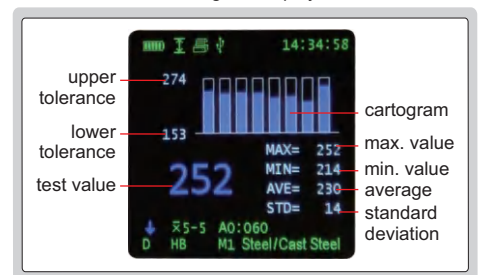 14:34:58
upper tolerance
274
cartogram
lower tolerance
153
MAX= 252
max. value
test value
252
MIN= 214
min. value
AVE= 230
average
STD= 14
standard deviation
x̄5-5 A0:060
D HB M1 Steel/Cast Steel